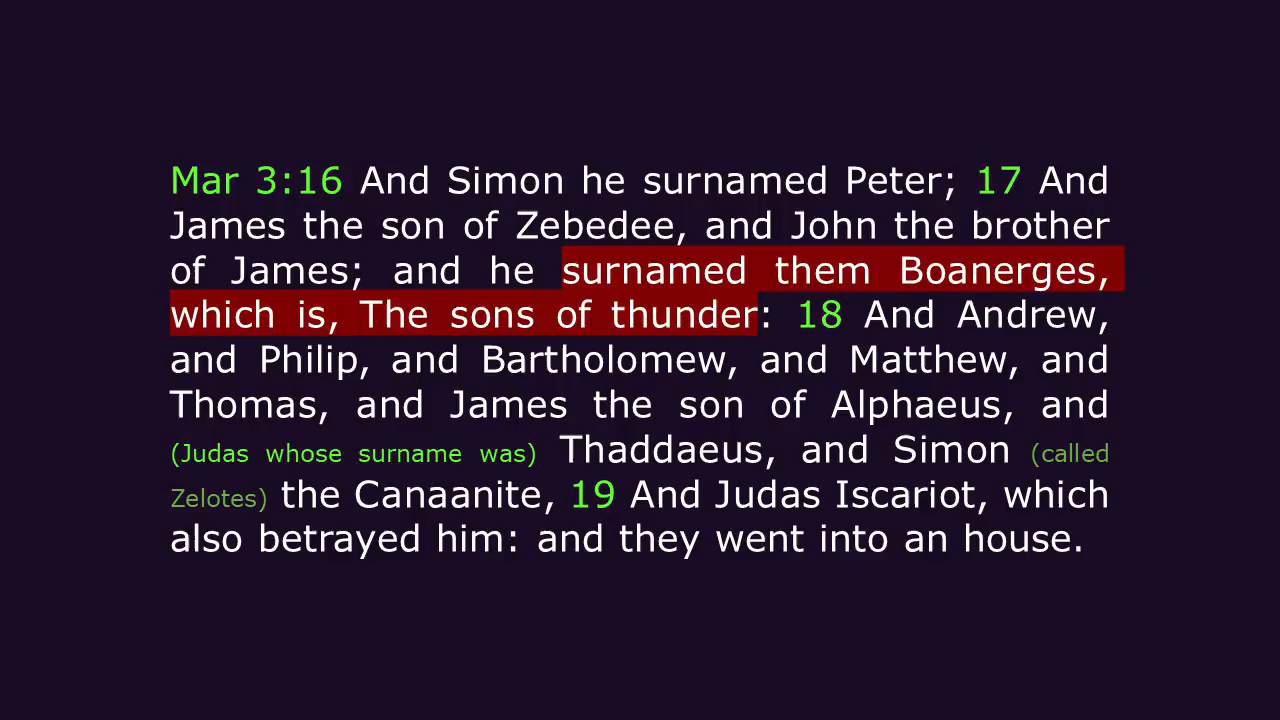 Mar 3:16 And Simon he surnamed Peter; 17 And
James the son of Zebedee, and John the brother
of James; and he surnamed them Boanerges,
which is, The sons of thunder: 18 And Andrew,
and Philip, and Bartholomew, and Matthew, and
Thomas, and James the son of Alphaeus, and
(Judas whose surname was) Thaddaeus, and Simon (called
Zelotes) the Canaanite, 19 And Judas Iscariot, which
also betrayed him: and they went into an house.